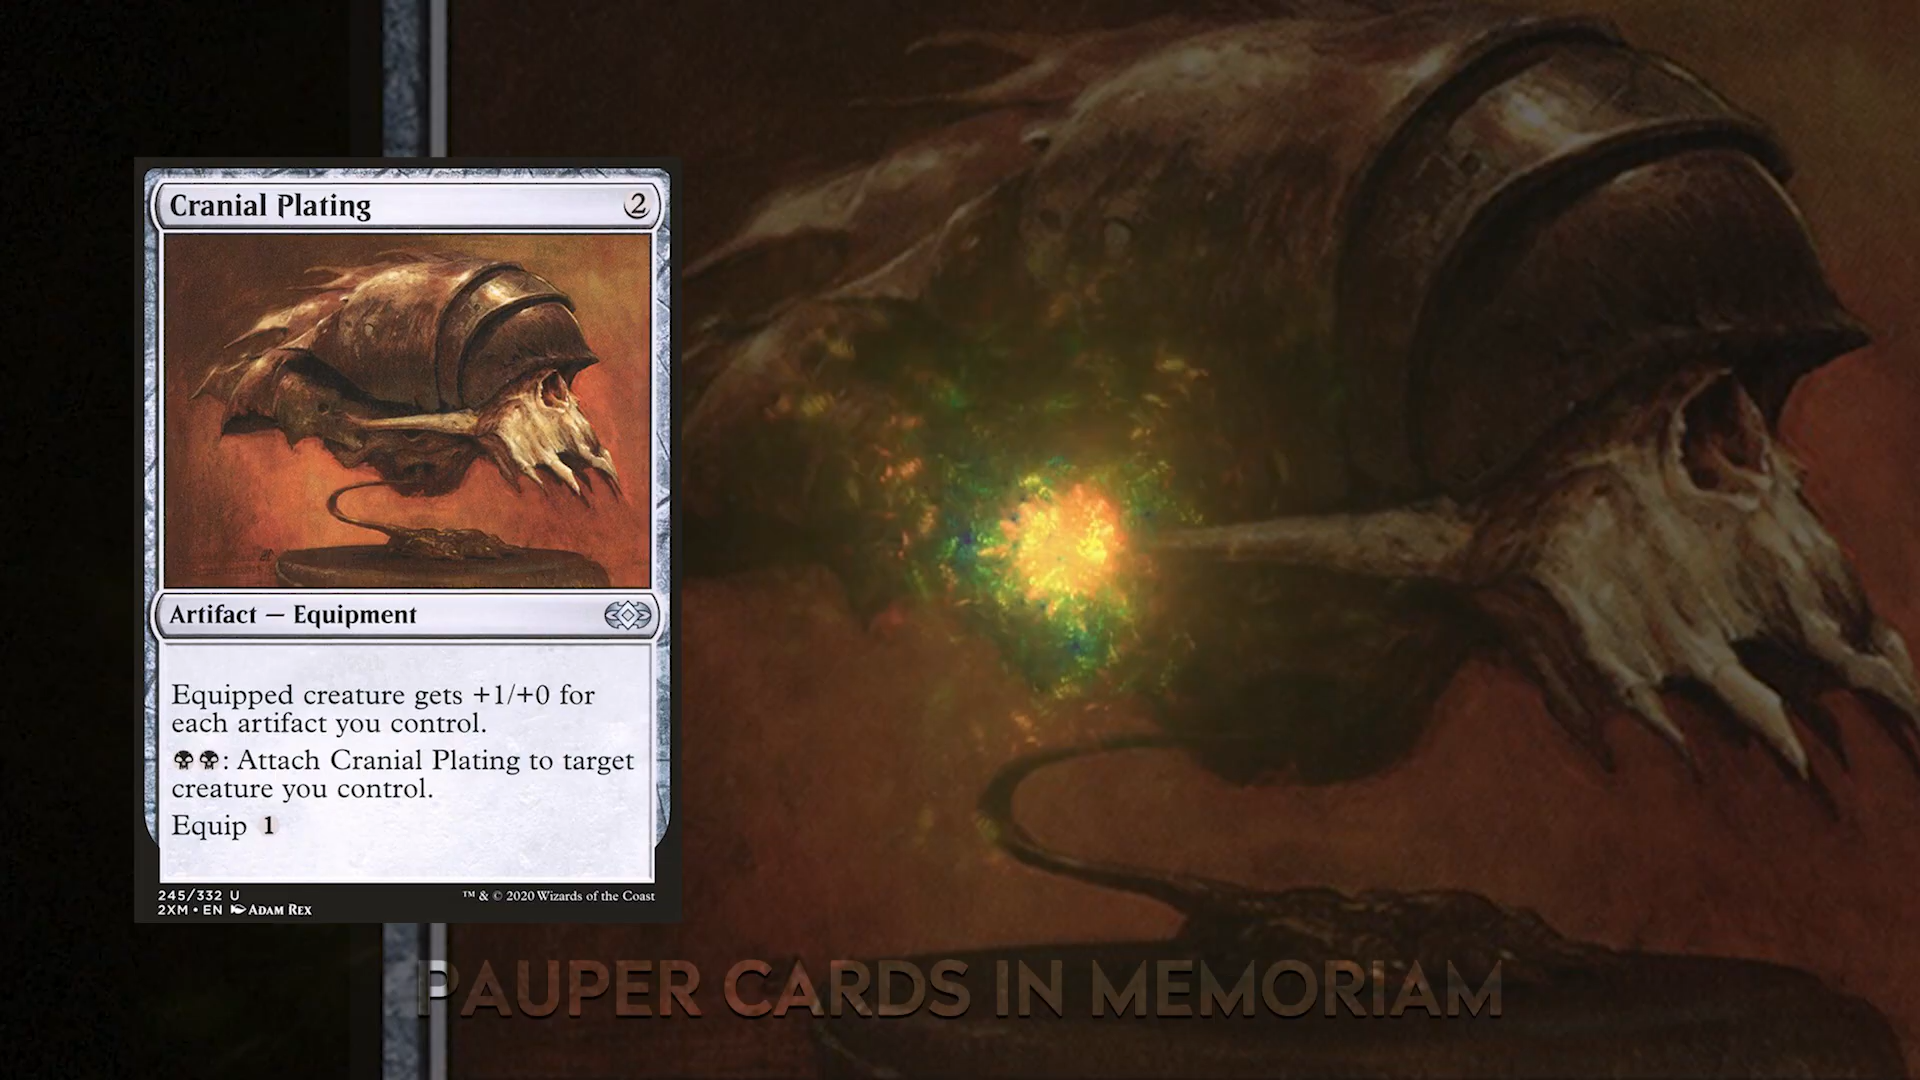 Cranial Plating
2
Artifact — Equipment
Equipped creature gets +1/+0 for
each artifact you control.
: Attach Cranial Plating to target
creature you control.
Equip 1
245/332 U
2XM • EN Adam Rex
™ & © 2020 Wizards of the Coast
PAUPER CARDS IN MEMORIAM